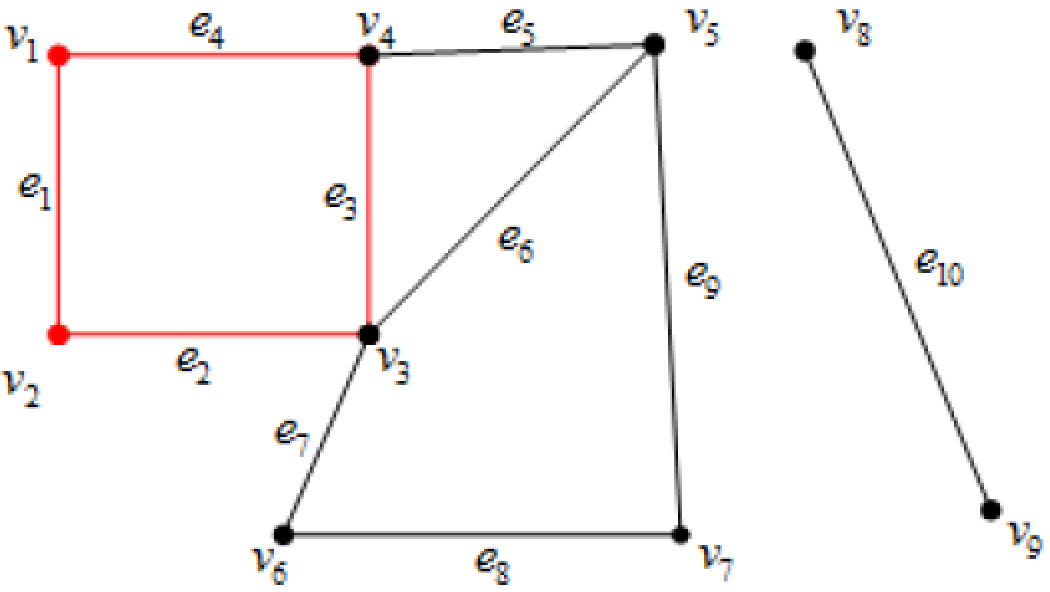 v₁ e₄ v₄ e₅ v₅ v₈
e₁ e₃
e₆ e₉ e₁₀
v₂ e₂ v₃
e₇
v₆ e₈ v₇ v₉